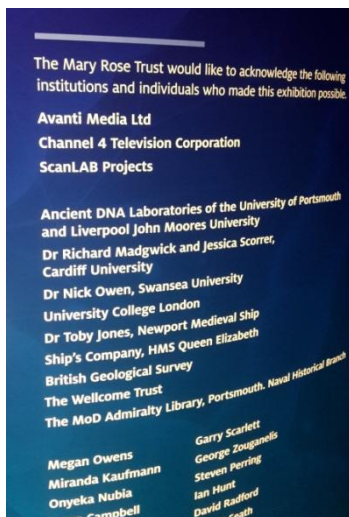 The Mary Rose Trust would like to acknowledge the following
institutions and individuals who made this exhibition possible.
Avanti Media Ltd
Channel 4 Television Corporation
ScanLAB Projects
Ancient DNA Laboratories of the University of Portsmouth
and Liverpool John Moores University
Dr Richard Madgwick and Jessica Scorrer,
Cardiff University
Dr Nick Owen, Swansea University
University College London
Dr Toby Jones, Newport Medieval Ship
Ship's Company, HMS Queen Elizabeth
British Geological Survey
The Wellcome Trust
The MoD Admiralty Library, Portsmouth. Naval Historical Branch
Megan Owens
Miranda Kaufmann
Onyeka Nubia
Campbell
Garry Scarlett
George Zouganelis
Steven Perring
Ian Hunt
David Radford